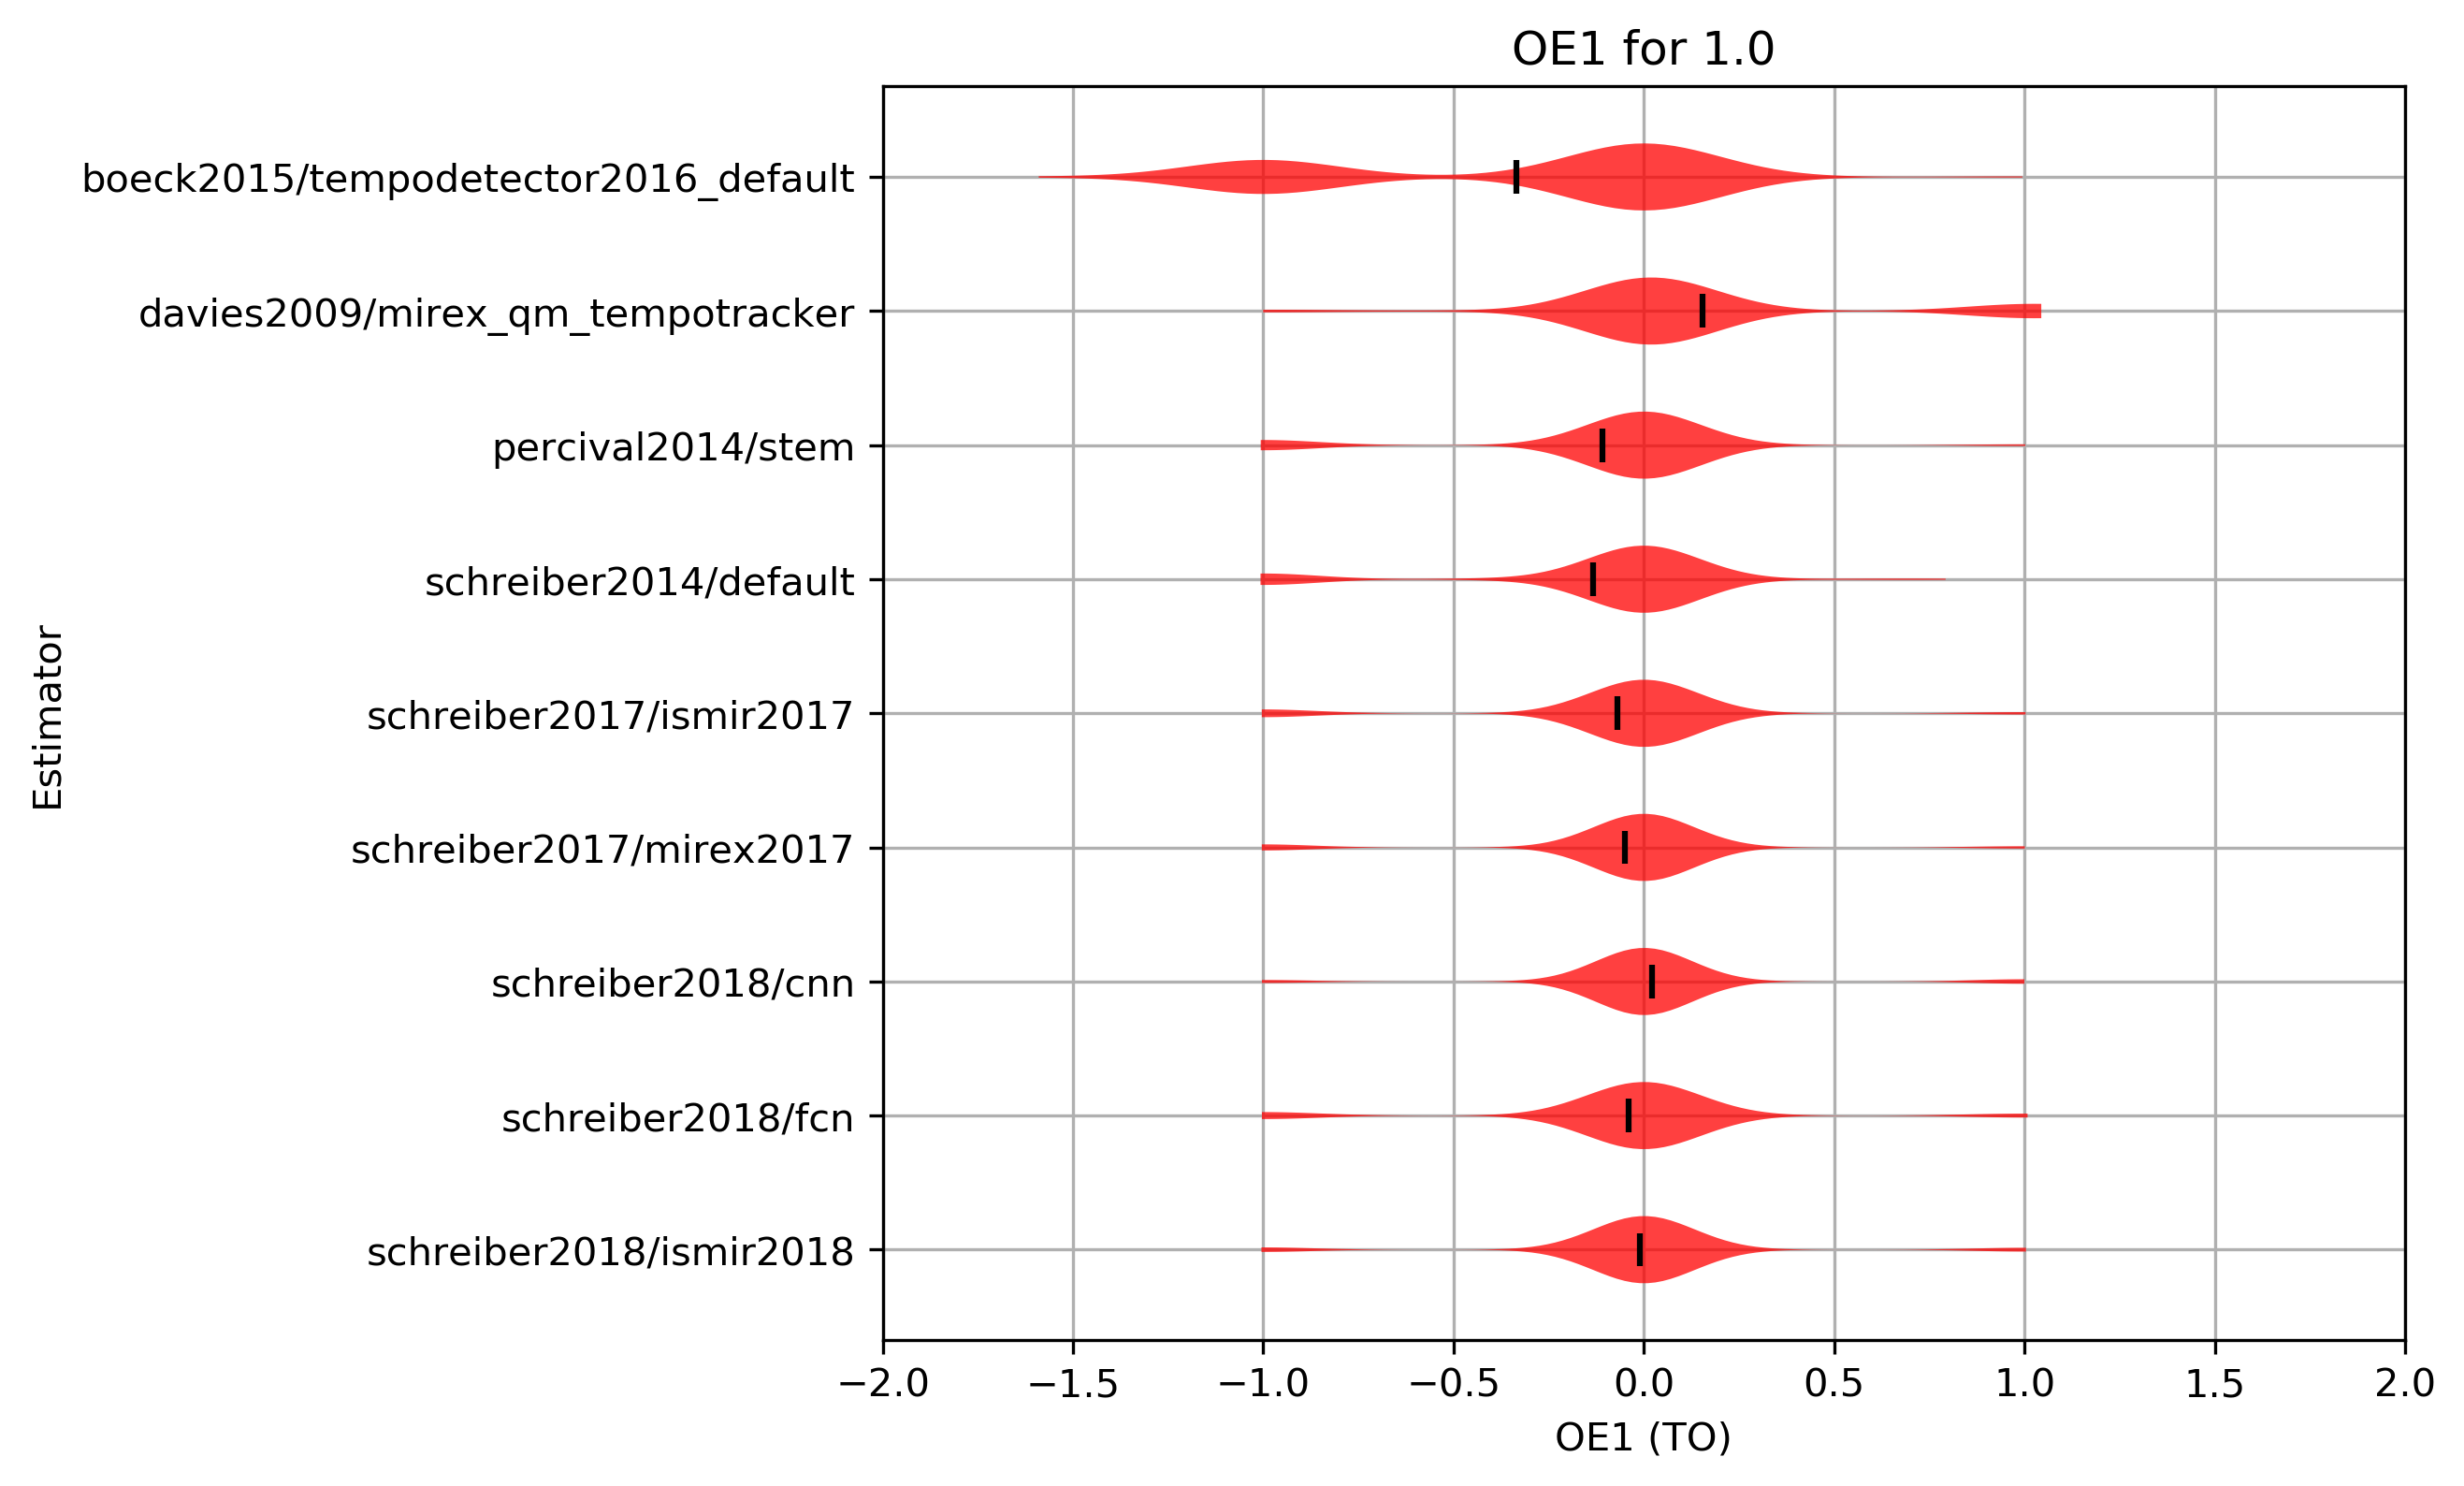 OE1 for 1.0
boeck2015/tempodetector2016_default
davies2009/mirex_qm_tempotracker
percival2014/stem
schreiber2014/default
schreiber2017/ismir2017
schreiber2017/mirex2017
schreiber2018/cnn
schreiber2018/fcn
schreiber2018/ismir2018
Estimator
−2.0 −1.5 −1.0 −0.5 0.0 0.5 1.0 1.5 2.0
OE1 (TO)